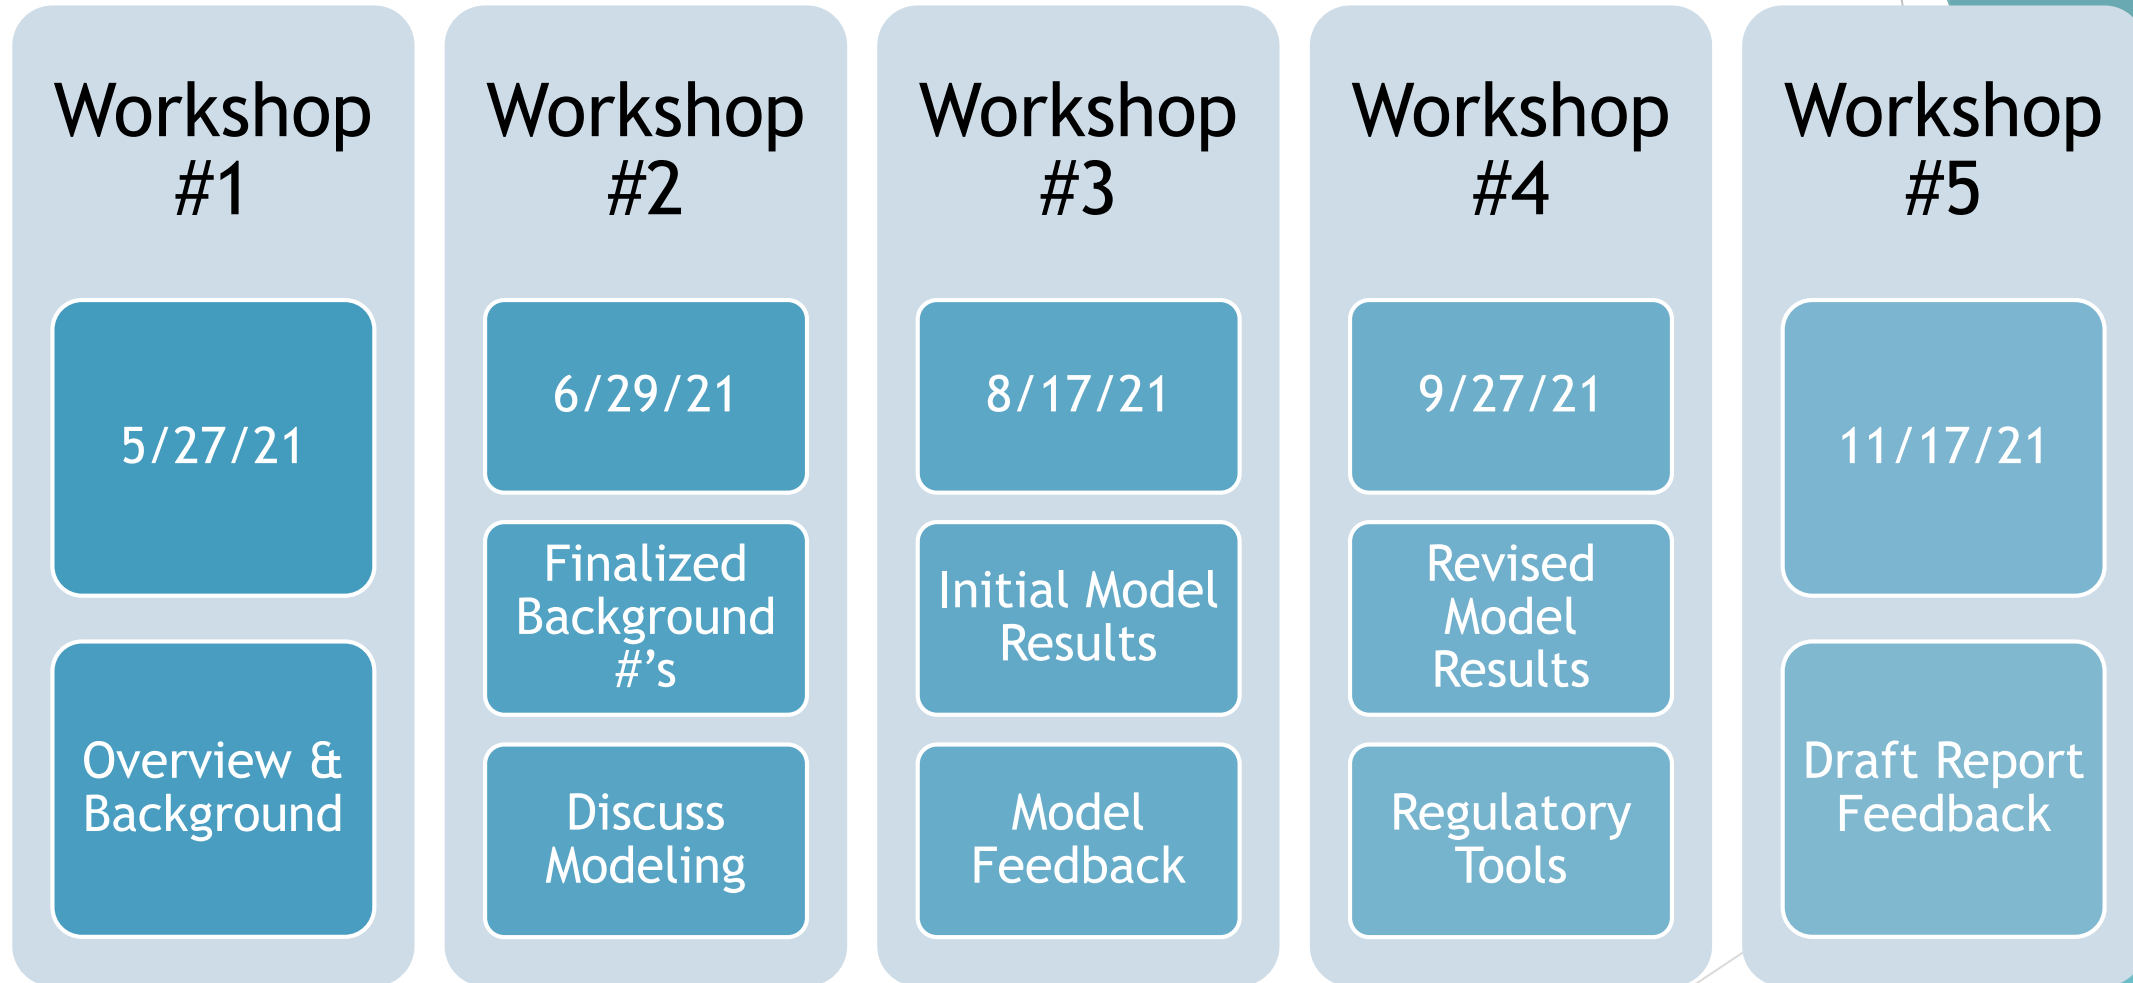 Workshop
#1
5/27/21
Overview &
Background
Workshop
#2
6/29/21
Finalized
Background
#’s
Discuss
Modeling
Workshop
#3
8/17/21
Initial Model
Results
Model
Feedback
Workshop
#4
9/27/21
Revised
Model
Results
Regulatory
Tools
Workshop
#5
11/17/21
Draft Report
Feedback